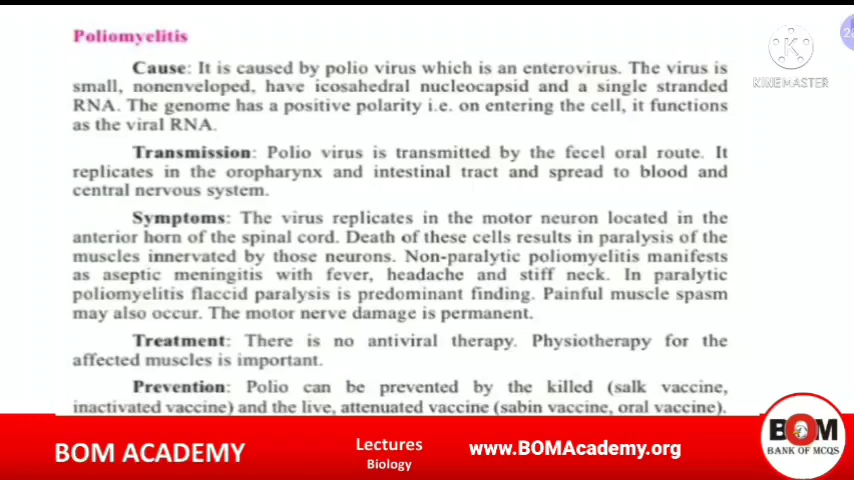 Poliomyelitis
Cause: It is caused by polio virus which is an enterovirus. The virus is
small, nonenveloped, have icosahedral nucleocapsid and a single stranded
RNA. The genome has a positive polarity i.e. on entering the cell, it functions
as the viral RNA.
Transmission: Polio virus is transmitted by the fecel oral route. It
replicates in the oropharynx and intestinal tract and spread to blood and
central nervous system.
Symptoms: The virus replicates in the motor neuron located in the
anterior horn of the spinal cord. Death of these cells results in paralysis of the
muscles innervated by those neurons. Non-paralytic poliomyelitis manifests
as aseptic meningitis with fever, headache and stiff neck. In paralytic
poliomyelitis flaccid paralysis is predominant finding. Painful muscle spasm
may also occur. The motor nerve damage is permanent.
Treatment: There is no antiviral therapy. Physiotherapy for the
affected muscles is important.
Prevention: Polio can be prevented by the killed (salk vaccine,
inactivated vaccine) and the live, attenuated vaccine (sabin vaccine, oral vaccine).
K
KINEMASTER
BOM ACADEMY
Lectures
Biology
www.BOMAcademy.org
BOM
BANK OF MCQS